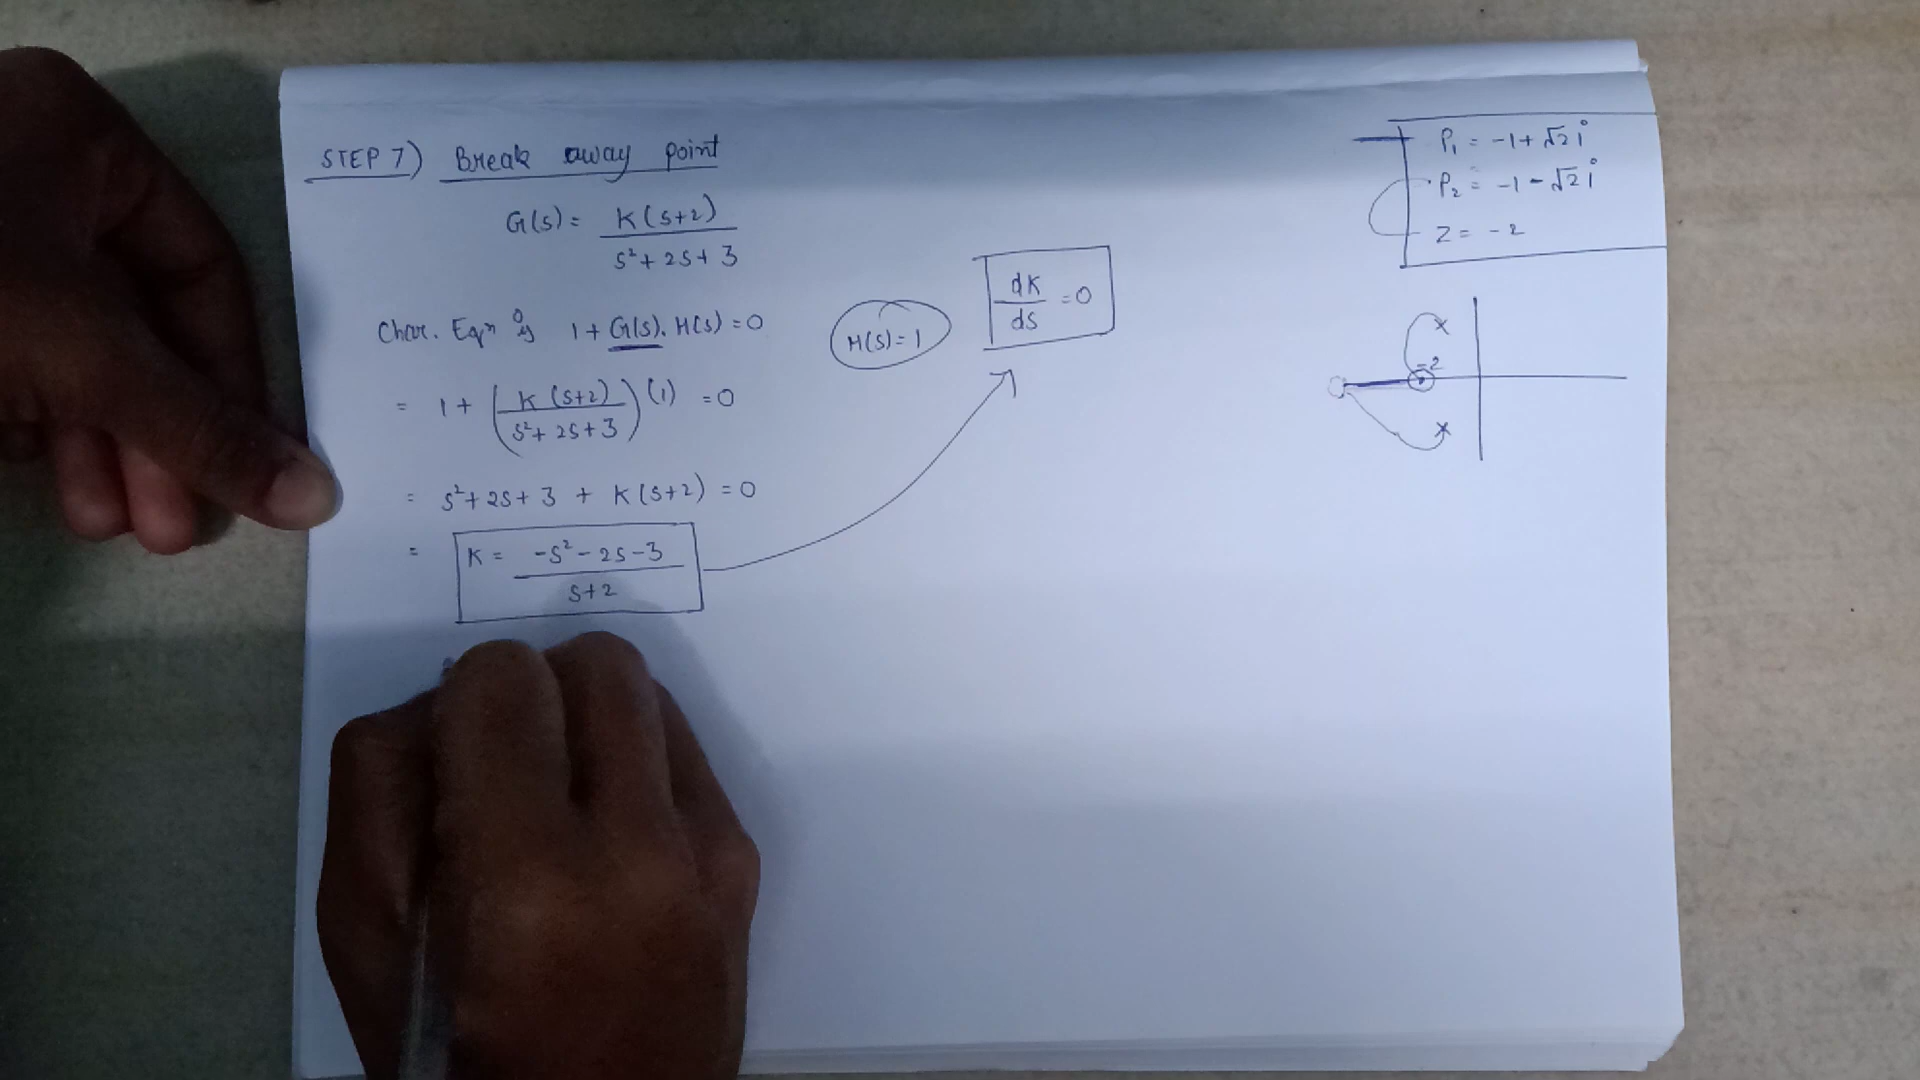 STEP 7) Break away point
G(s) = K(s+2) / s²+2s+3
Char. Eqⁿ is 1+G(s).H(s)=0
H(s)=1
dK/ds =0
= 1+ (K(s+2) / s²+2s+3)(1) =0
= s²+2s+3 + K(s+2) =0
= K = -s²-2s-3 / s+2
P₁ = -1+√2i
P₂ = -1-√2i
Z = -2
-2